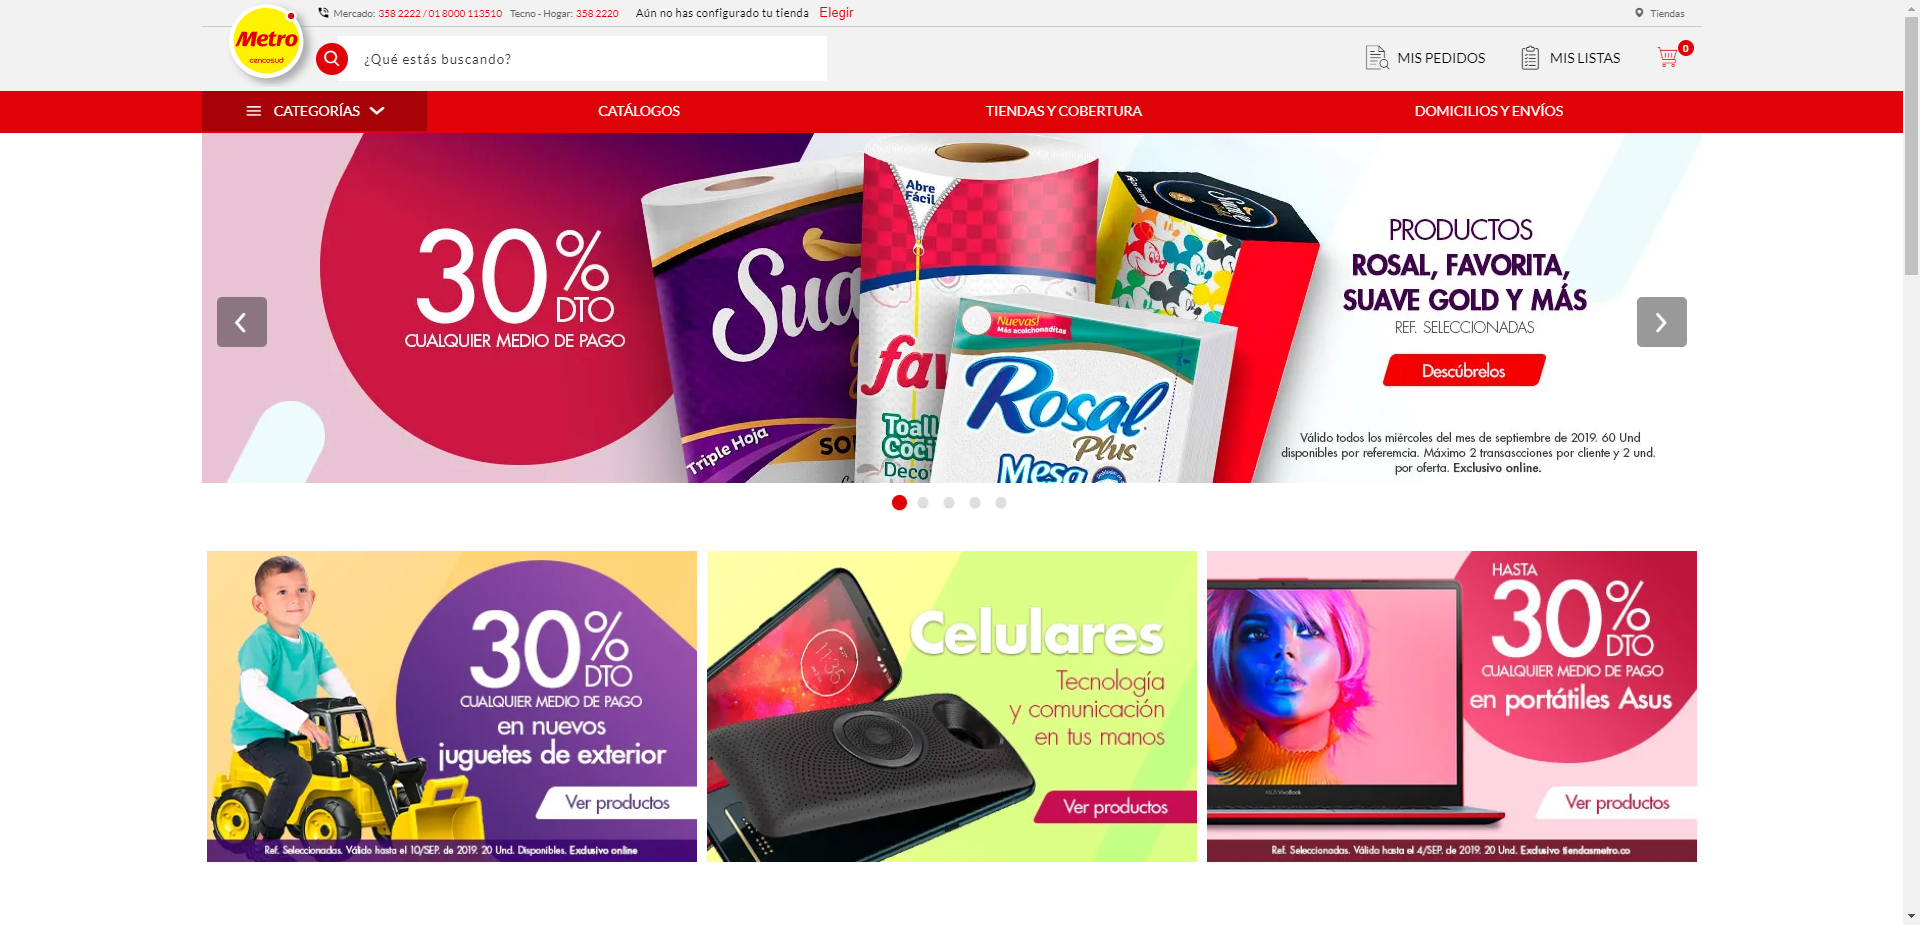 Mercado: 358 2222 / 01 8000 113510 Tecno - Hogar: 358 2220 Aún no has configurado tu tienda Elegir
Tiendas
Metro
cencosud
¿Qué estás buscando?
MIS PEDIDOS
MIS LISTAS
0
CATEGORÍAS
CATÁLOGOS
TIENDAS Y COBERTURA
DOMICILIOS Y ENVÍOS
30%
DTO
CUALQUIER MEDIO DE PAGO
Sua
Triple Hoja
Abre
Fácil
fav
Toall
Coci
Deco
Nuevas!
Más acolchonaditas
Rosal
Plus
Mesa
PRODUCTOS
ROSAL, FAVORITA,
SUAVE GOLD Y MÁS
REF. SELECCIONADAS
Descúbrelos
Válido todos los miércoles del mes de septiembre de 2019. 60 Und
disponibles por referemcia. Máximo 2 transascciones por cliente y 2 und.
por oferta. Exclusivo online.
30%
DTO
CUALQUIER MEDIO DE PAGO
en nuevos
juguetes de exterior
Ver productos
Ref. Seleccionadas. Válido hasta el 10/SEP. de 2019. 20 Und. Disponibles. Exclusivo online
11:35
Celulares
Tecnología
y comunicación
en tus manos
Ver productos
HASTA
30%
DTO
CUALQUIER MEDIO DE PAGO
en portátiles Asus
ASUS VivoBook
Ver productos
Ref. Seleccionadas. Válido hasta el 4/SEP. de 2019. 20 Und. Exclusivo tiendasmetro.co